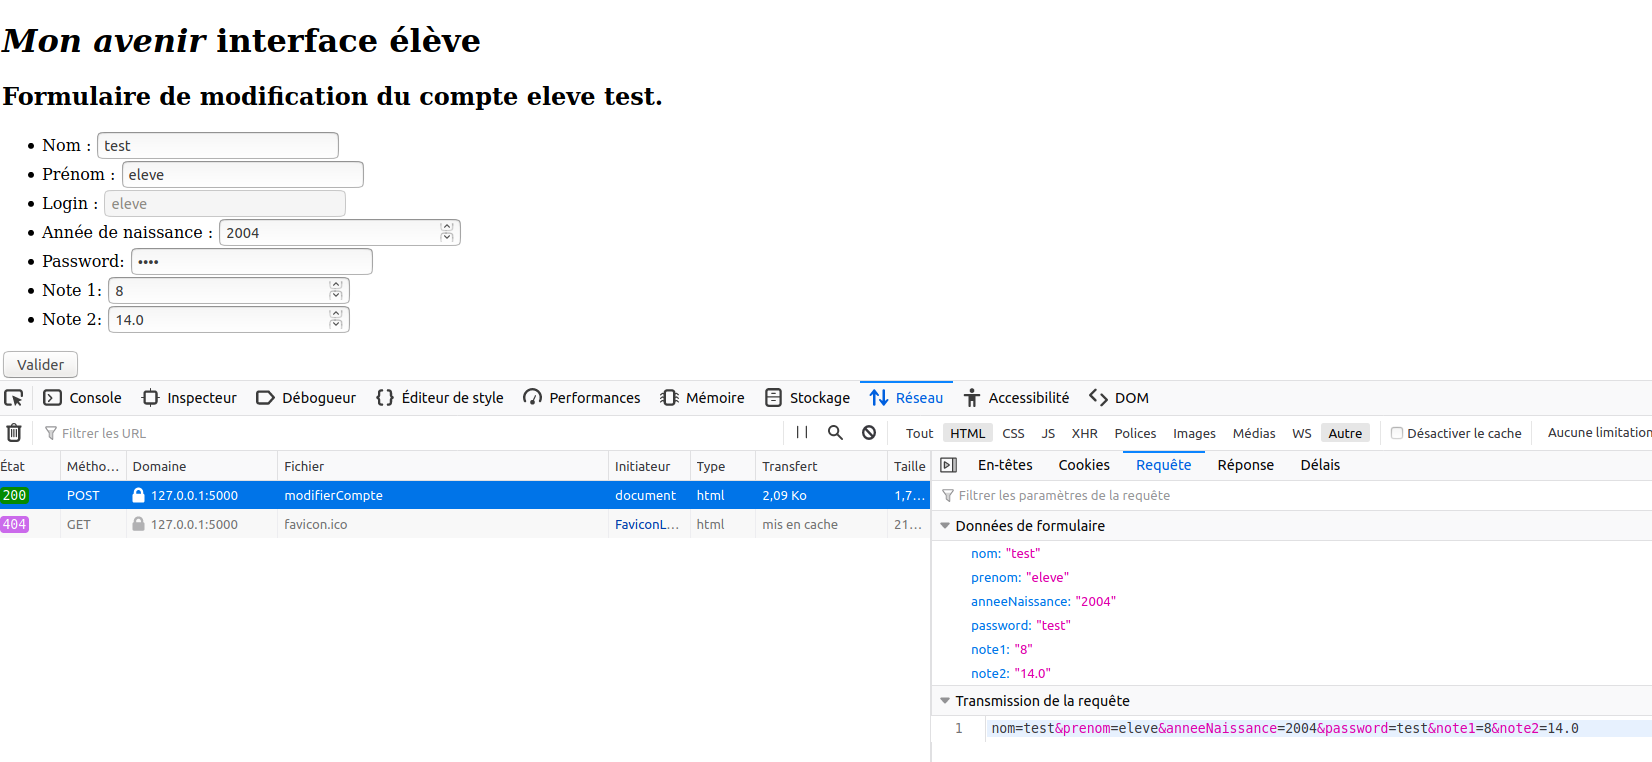 Mon avenir interface élève
Formulaire de modification du compte eleve test.
• Nom : test
• Prénom : eleve
• Login : eleve
• Année de naissance : 2004
• Password: ••••
• Note 1: 8
• Note 2: 14.0
Valider
Console Inspecteur Débogueur {} Éditeur de style Performances Mémoire Stockage Réseau Accessibilité DOM
Filtrer les URL Tout HTML CSS JS XHR Polices Images Médias WS Autre Désactiver le cache Aucune limitation
État Métho... Domaine Fichier Initiateur Type Transfert Taille
200 POST 127.0.0.1:5000 modifierCompte document html 2,09 Ko 1,7...
404 GET 127.0.0.1:5000 favicon.ico FaviconL... html mis en cache 21...
En-têtes Cookies Requête Réponse Délais
Filtrer les paramètres de la requête
Données de formulaire
nom: "test"
prenom: "eleve"
anneeNaissance: "2004"
password: "test"
note1: "8"
note2: "14.0"
Transmission de la requête
1 nom=test&prenom=eleve&anneeNaissance=2004&password=test&note1=8&note2=14.0